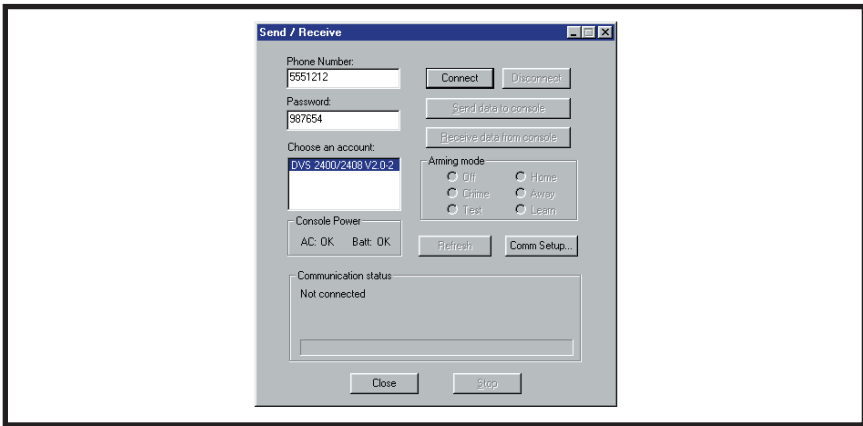 Send / Receive
Phone Number:
5551212
Connect
Disconnect
Password:
987654
Send data to console
Receive data from console
Choose an account:
DVS 2400/2408 V2.0-2
Arming mode
Off
Home
Chime
Away
Test
Learn
Console Power
AC: OK Batt: OK
Refresh
Comm Setup...
Communication status
Not connected
Close
Stop